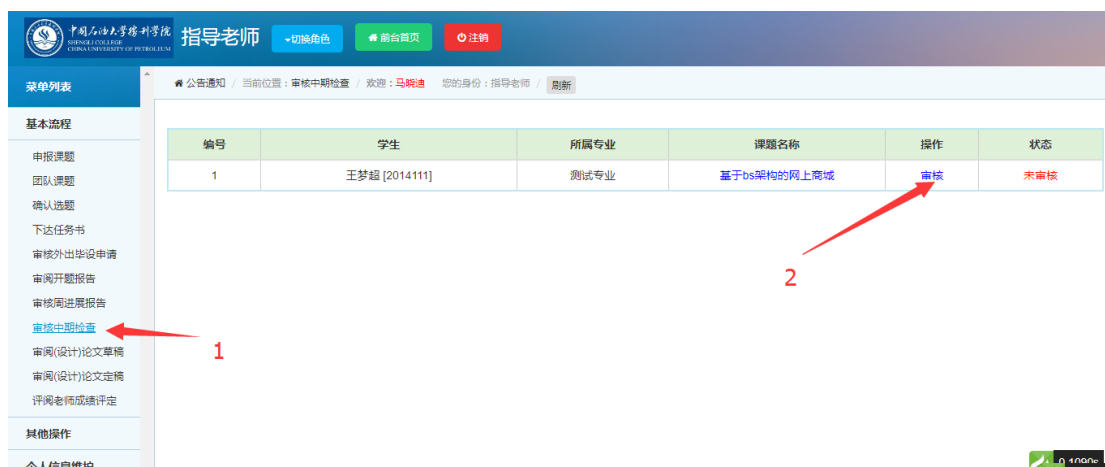 中国石油大学胜利学院
SHENGLI COLLEGE
CHINA UNIVERSITY OF PETROLEUM
指导老师
切换角色
前台首页
注销
菜单列表
公告通知 / 当前位置：审核中期检查 / 欢迎：马晓迪 您的身份：指导老师 / 刷新
基本流程
申报课题
团队课题
确认选题
下达任务书
审核外出毕设申请
审阅开题报告
审核周进展报告
审核中期检查
审阅(设计)论文草稿
审阅(设计)论文定稿
评阅老师成绩评定
其他操作
个人信息维护
编号 学生 所属专业 课题名称 操作 状态
1 王梦超 [2014111] 测试专业 基于bs架构的网上商城 审核 未审核
1
2
0.1090s